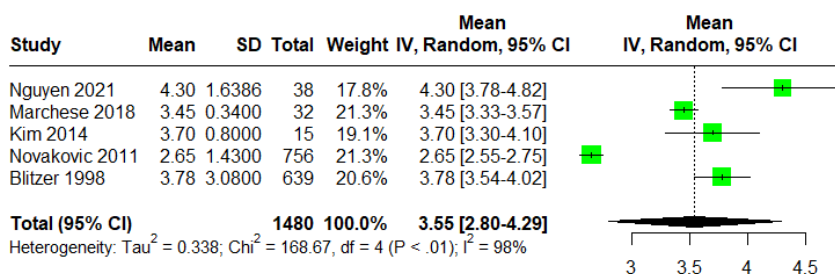 Mean Mean
Study Mean SD Total Weight IV, Random, 95% CI IV, Random, 95% CI
Nguyen 2021 4.30 1.6386 38 17.8% 4.30 [3.78-4.82]
Marchese 2018 3.45 0.3400 32 21.3% 3.45 [3.33-3.57]
Kim 2014 3.70 0.8000 15 19.1% 3.70 [3.30-4.10]
Novakovic 2011 2.65 1.4300 756 21.3% 2.65 [2.55-2.75]
Blitzer 1998 3.78 3.0800 639 20.6% 3.78 [3.54-4.02]
Total (95% CI) 1480 100.0% 3.55 [2.80-4.29]
Heterogeneity: Tau² = 0.338; Chi² = 168.67, df = 4 (P < .01); I² = 98%
3 3.5 4 4.5